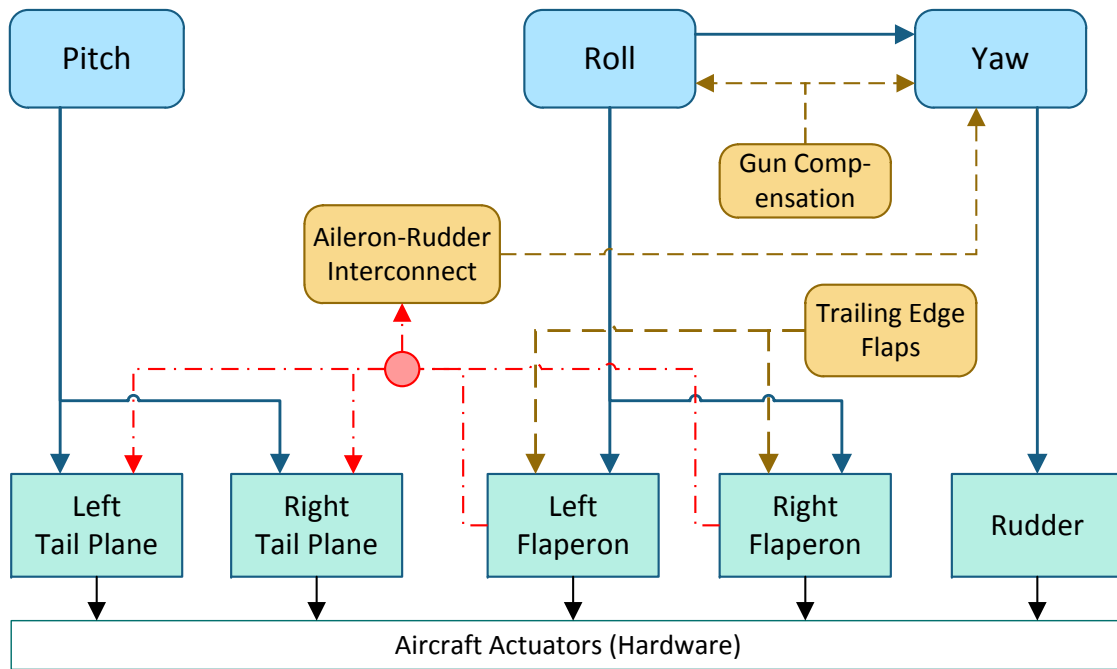 Pitch
Roll
Yaw
Gun Comp-
ensation
Aileron-Rudder
Interconnect
Trailing Edge
Flaps
Left
Tail Plane
Right
Tail Plane
Left
Flaperon
Right
Flaperon
Rudder
Aircraft Actuators (Hardware)